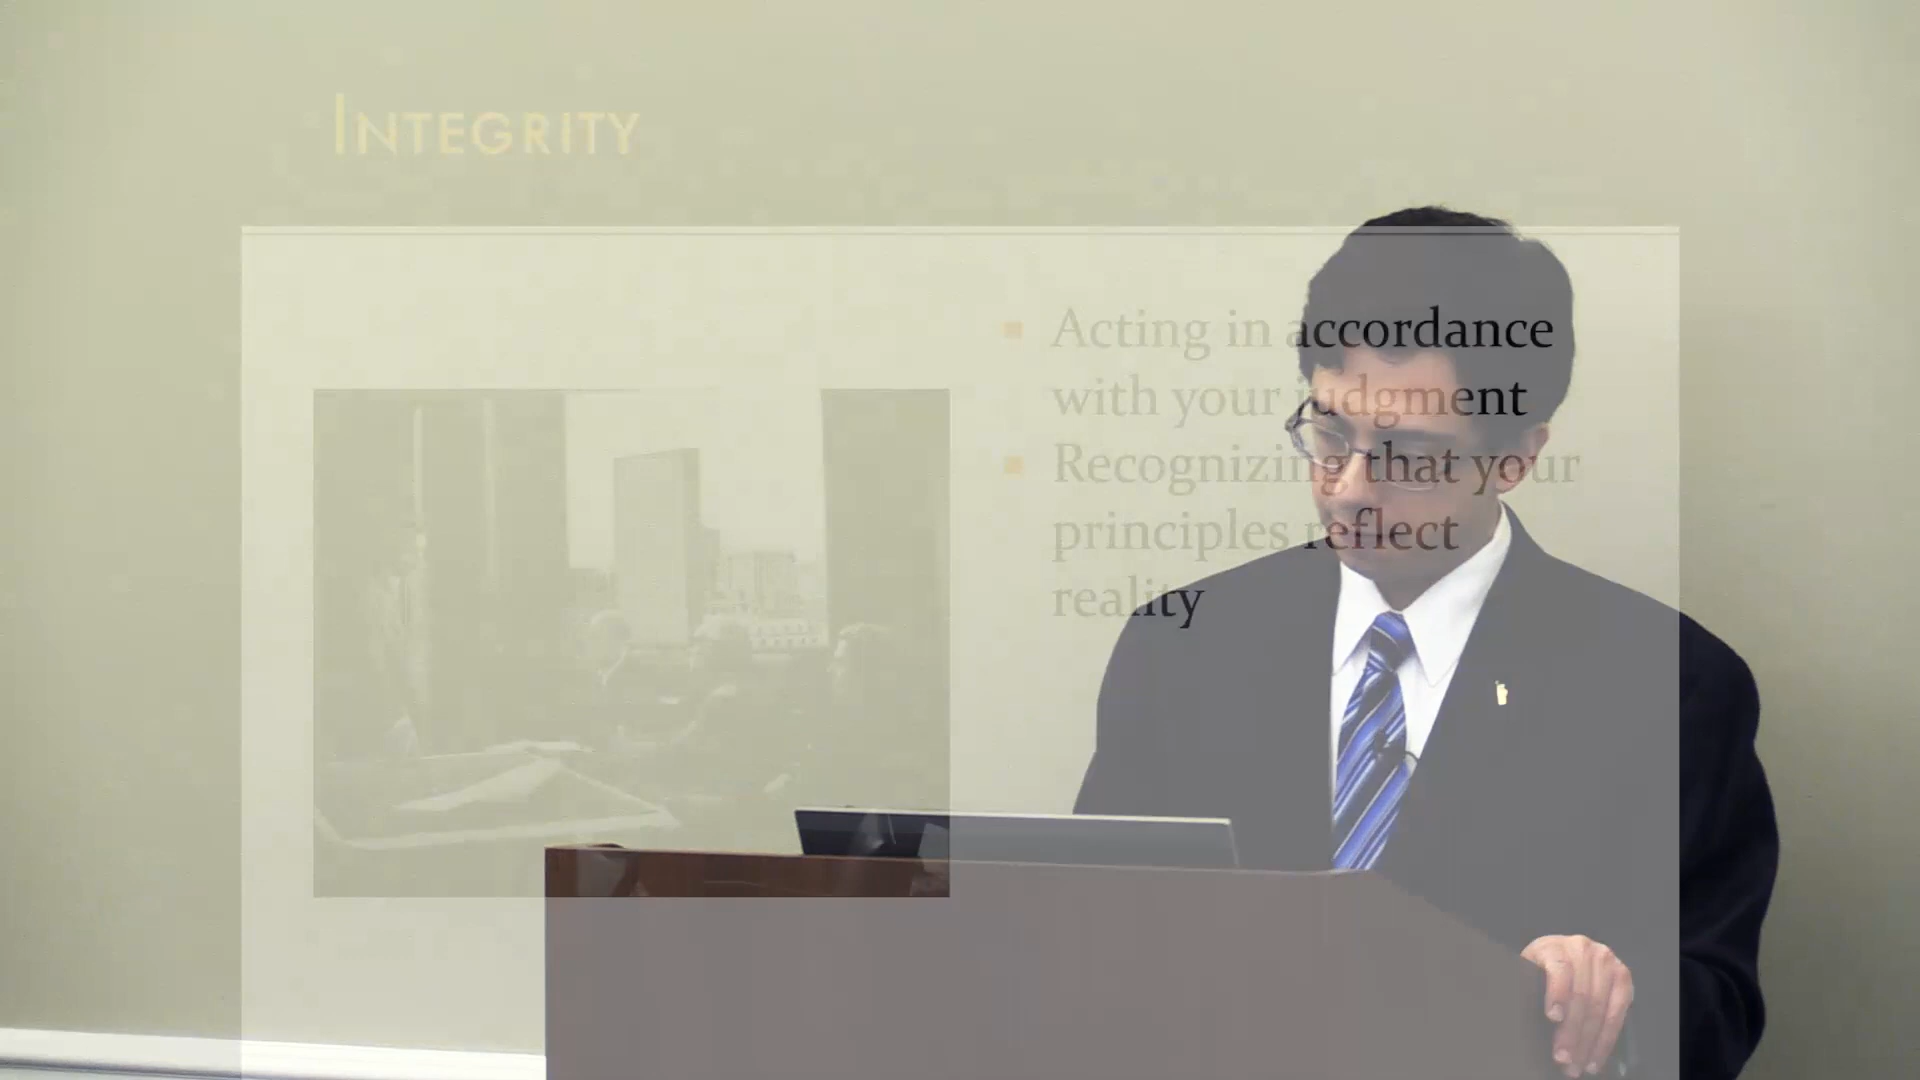 INTEGRITY
Acting in accordance
with your judgment
Recognizing that your
principles reflect
reality